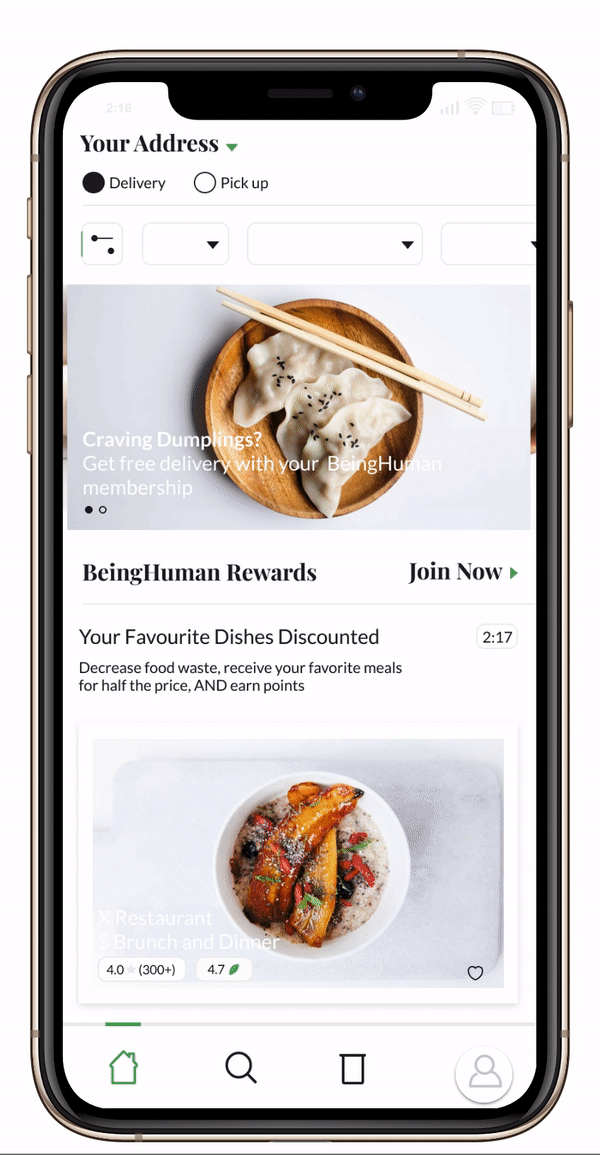 2:16
Your Address
Delivery Pick up
Craving Dumplings?
Get free delivery with your BeingHuman
membership
BeingHuman Rewards Join Now
Your Favourite Dishes Discounted 2:17
Decrease food waste, receive your favorite meals
for half the price, AND earn points
X Restaurant
$ Brunch and Dinner
4.0 (300+) 4.7